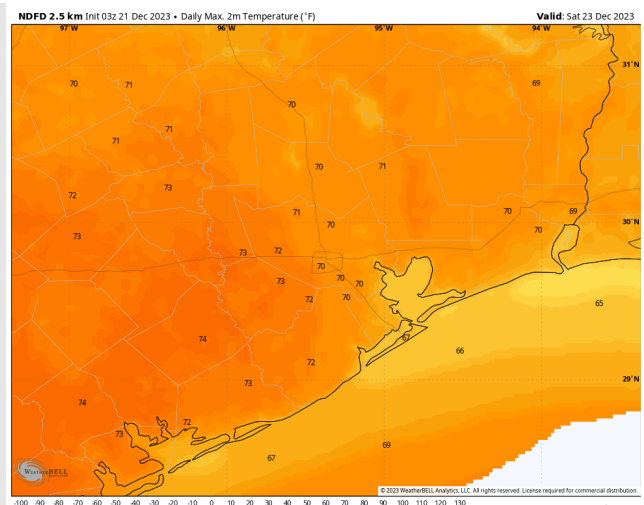 NDFD 2.5 km Init 03z 21 Dec 2023 • Daily Max. 2m Temperature (°F) Valid: Sat 23 Dec 2023
97°W 96°W 95°W 94°W
31°N
70 71 69
70
71 71
70 71
73
72
71 70 69
30°N
73 70 70
73 72
70
73 70 70
72 70
65
74 67
66
72
29°N
73
74
72
73 69
67
WEATHERBELL
© 2023 WeatherBELL Analytics, LLC. All rights reserved. License required for commercial distribution.
-100 -90 -80 -70 -60 -50 -40 -30 -20 -10 0 10 20 30 40 50 60 70 80 90 100 110 120 130